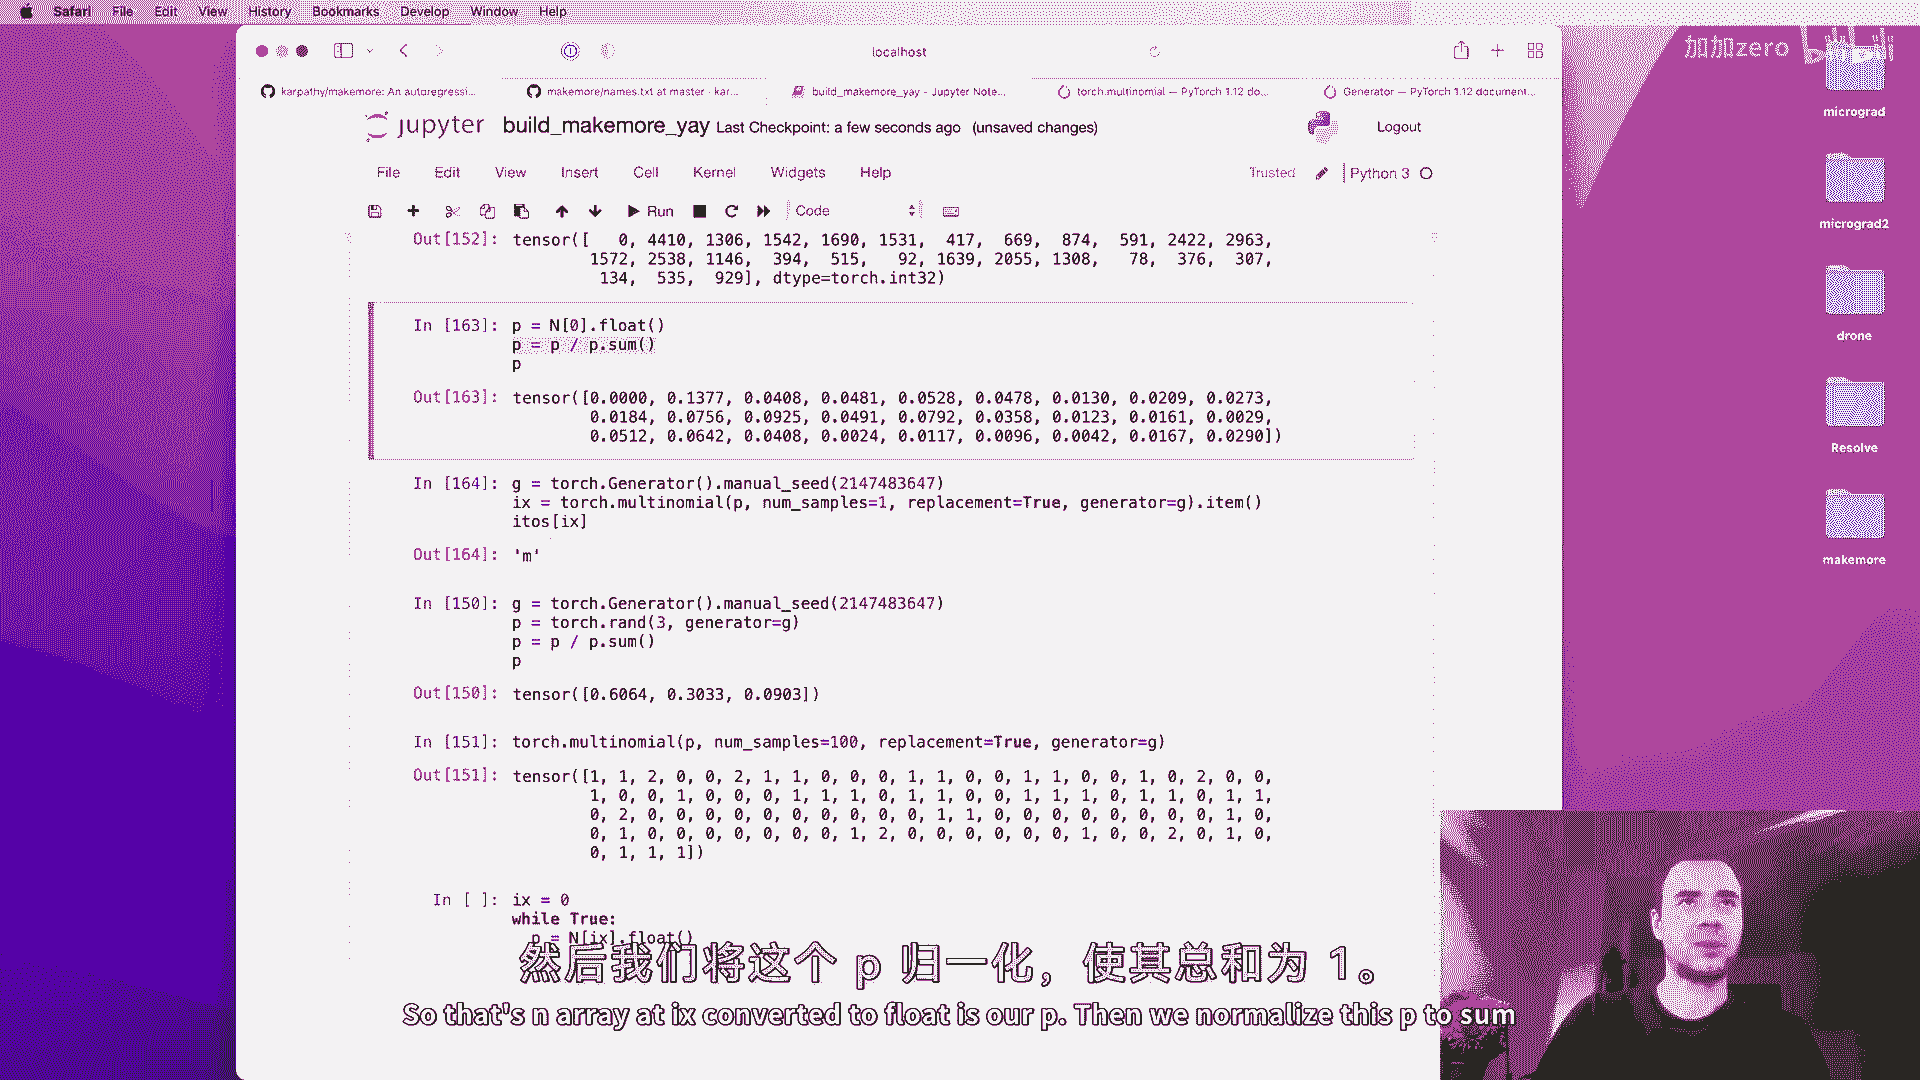 Safari File Edit View History Bookmarks Develop Window Help
localhost
加加zero bilibili
karpathy/makemore: An autoregressi... makemore/names.txt at master · kar... build_makemore_yay - Jupyter Note... torch.multinomial — PyTorch 1.12 do... Generator — PyTorch 1.12 document...
jupyter build_makemore_yay Last Checkpoint: a few seconds ago (unsaved changes) Logout
File Edit View Insert Cell Kernel Widgets Help Trusted Python 3
Run Code
Out[152]: tensor([   0, 4410, 1306, 1542, 1690, 1531,  417,  669,  874,  591, 2422, 2963,
1572, 2538, 1146,  394,  515,   92, 1639, 2055, 1308,   78,  376,  307,
134,  535,  929], dtype=torch.int32)
In [163]: p = N[0].float()
p = p / p.sum()
p
Out[163]: tensor([0.0000, 0.1377, 0.0408, 0.0481, 0.0528, 0.0478, 0.0130, 0.0209, 0.0273,
0.0184, 0.0756, 0.0925, 0.0491, 0.0792, 0.0358, 0.0123, 0.0161, 0.0029,
0.0512, 0.0642, 0.0408, 0.0024, 0.0117, 0.0096, 0.0042, 0.0167, 0.0290])
In [164]: g = torch.Generator().manual_seed(2147483647)
ix = torch.multinomial(p, num_samples=1, replacement=True, generator=g).item()
itos[ix]
Out[164]: 'm'
In [150]: g = torch.Generator().manual_seed(2147483647)
p = torch.rand(3, generator=g)
p = p / p.sum()
p
Out[150]: tensor([0.6064, 0.3033, 0.0903])
In [151]: torch.multinomial(p, num_samples=100, replacement=True, generator=g)
Out[151]: tensor([1, 1, 2, 0, 0, 2, 1, 1, 0, 0, 0, 1, 1, 0, 0, 1, 1, 0, 0, 1, 0, 2, 0, 0,
1, 0, 0, 1, 0, 0, 0, 1, 1, 1, 0, 1, 1, 0, 0, 1, 1, 1, 0, 1, 1, 0, 1, 1,
0, 2, 0, 0, 0, 0, 0, 0, 0, 0, 0, 1, 1, 0, 0, 0, 0, 0, 0, 0, 0, 0, 1, 0,
0, 1, 0, 0, 0, 0, 0, 0, 0, 1, 2, 0, 0, 0, 0, 0, 0, 1, 0, 0, 2, 0, 1, 0,
0, 1, 1, 1])
In [ ]: ix = 0
while True:
p = N[ix].float()
micrograd
micrograd2
drone
Resolve
makemore
然后我们将这个 p 归一化，使其总和为 1。
So that's n array at ix converted to float is our p. Then we normalize this p to sum